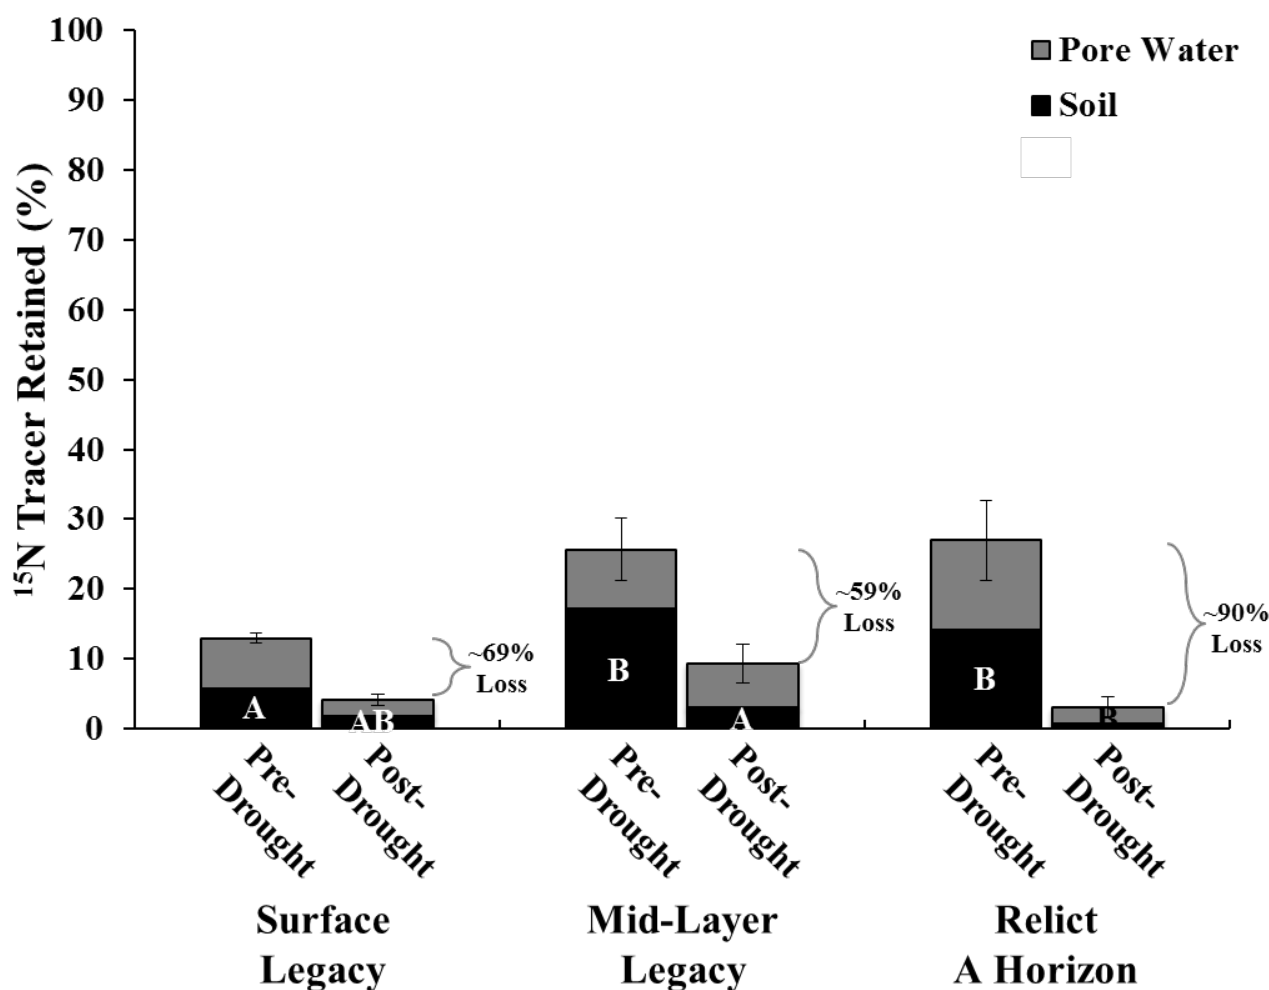 100
90
80
70
60
50
40
30
20
10
0
¹⁵N Tracer Retained (%)
Pore Water
Soil
~69%
Loss
~59%
Loss
~90%
Loss
A
AB
B
A
B
B
Pre-
Drought
Post-
Drought
Pre-
Drought
Post-
Drought
Pre-
Drought
Post-
Drought
Surface
Legacy
Mid-Layer
Legacy
Relict
A Horizon